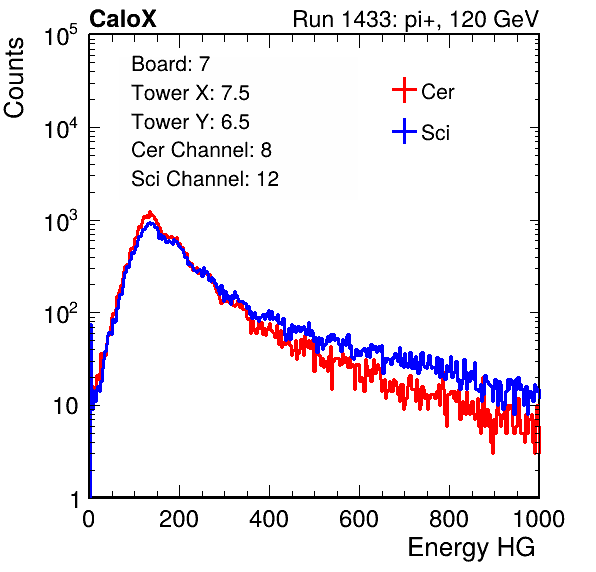 CaloX Run 1433: pi+, 120 GeV
Counts
10^5
10^4
10^3
10^2
10
1
Board: 7
Tower X: 7.5
Tower Y: 6.5
Cer Channel: 8
Sci Channel: 12
Cer
Sci
0 200 400 600 800 1000
Energy HG